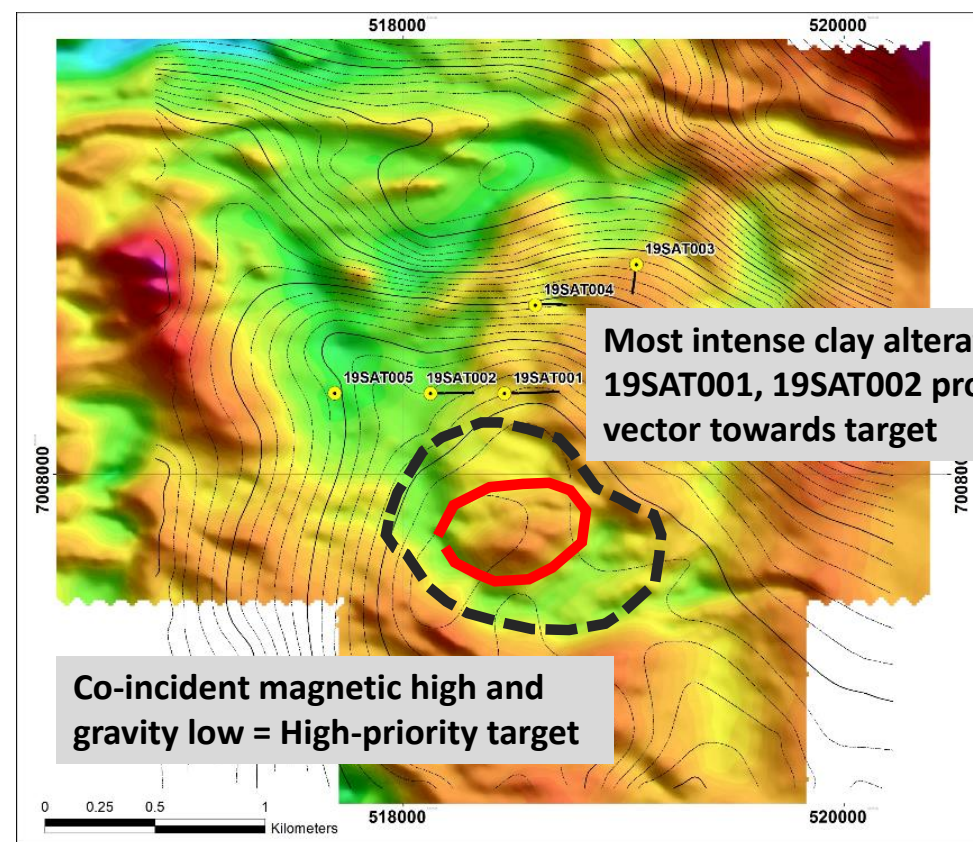 518000 520000
19SAT003
19SAT004
Most intense clay altera
19SAT001, 19SAT002 pro
vector towards target
19SAT005 19SAT002 19SAT001
7008000 7008000
Co-incident magnetic high and
gravity low = High-priority target
0 0.25 0.5 1
Kilometers
518000 520000